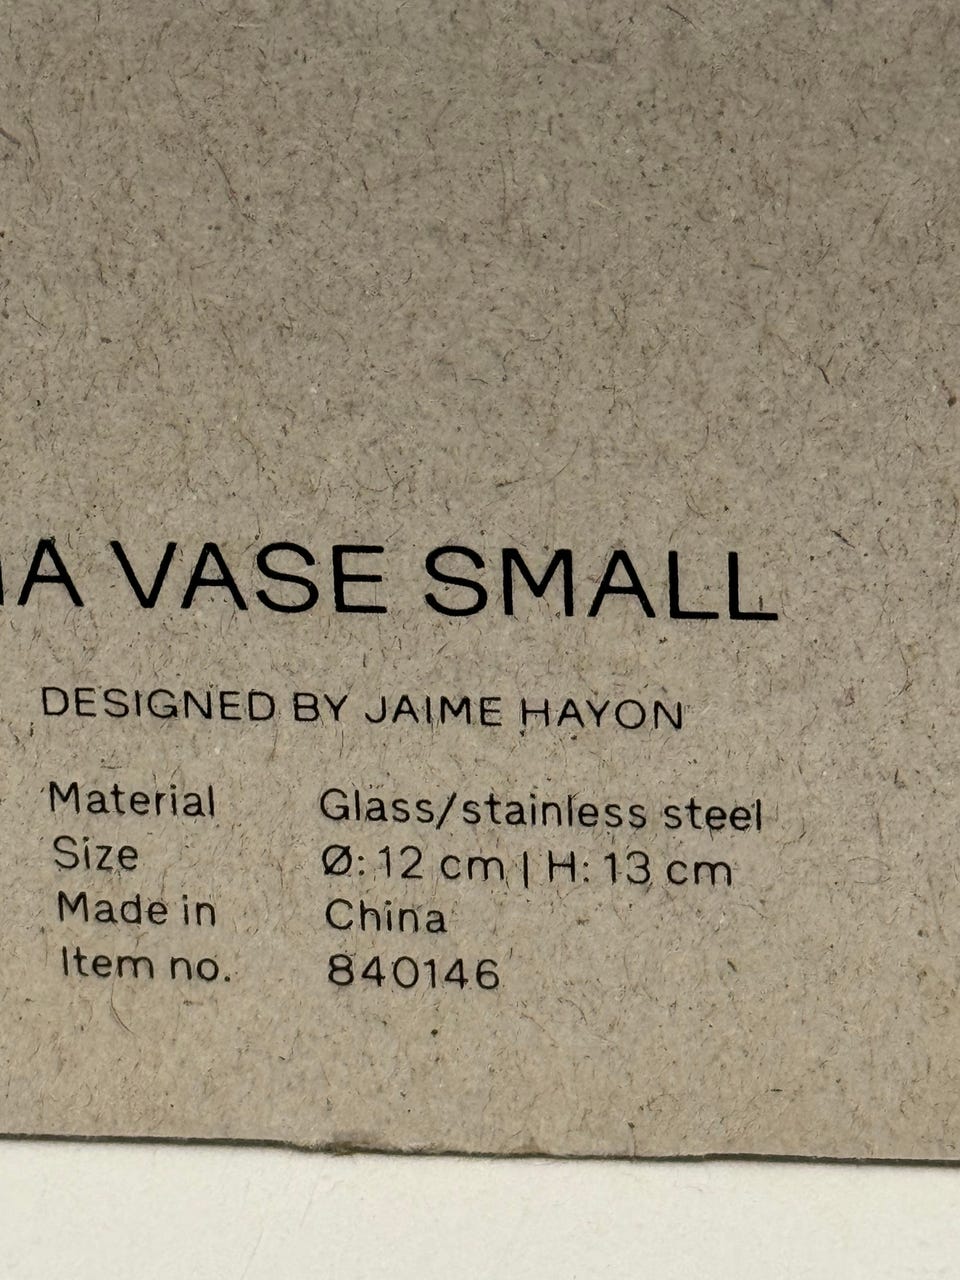 A VASE SMALL
DESIGNED BY JAIME HAYON
Material Glass/stainless steel
Size Ø: 12 cm | H: 13 cm
Made in China
Item no. 840146